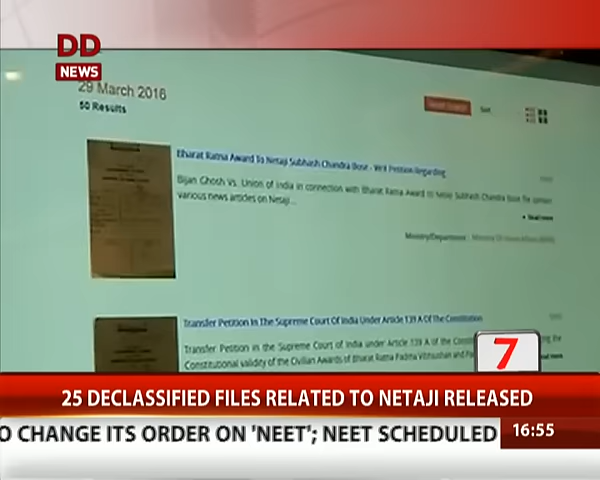 DD
NEWS
29 March 2016
50 Results
Sort
Bharat Ratna Award To Netaji Subhash Chandra Bose - Writ Petition Regarding
Bijan Ghosh Vs. Union of India in connection with Bharat Ratna Award to Netaji Subhash Chandra Bose file contain
various news articles on Netaji...
Read more
Ministry/Department :
Transfer Petition In The Supreme Court Of India Under Article 139 A Of The Constitution
Transfer Petition in the Supreme Court of India under Article 139 A of the
Constitutional validity of the Civilian Awards of Bharat Ratna Padma Vibhushan and
7
25 DECLASSIFIED FILES RELATED TO NETAJI RELEASED
O CHANGE ITS ORDER ON 'NEET'; NEET SCHEDULED
16:55